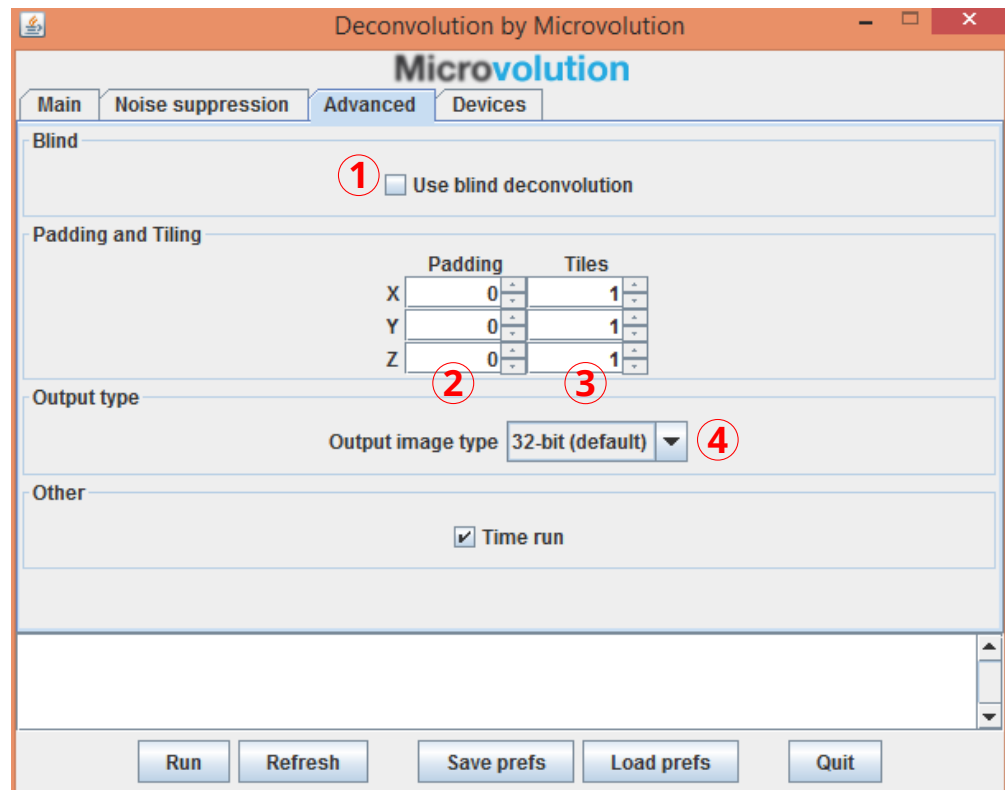 Deconvolution by Microvolution
Microvolution
Main Noise suppression Advanced Devices
Blind
① Use blind deconvolution
Padding and Tiling
Padding Tiles
X 0 1
Y 0 1
Z 0 1
② ③
Output type
Output image type 32-bit (default) ④
Other
Time run
Run Refresh Save prefs Load prefs Quit